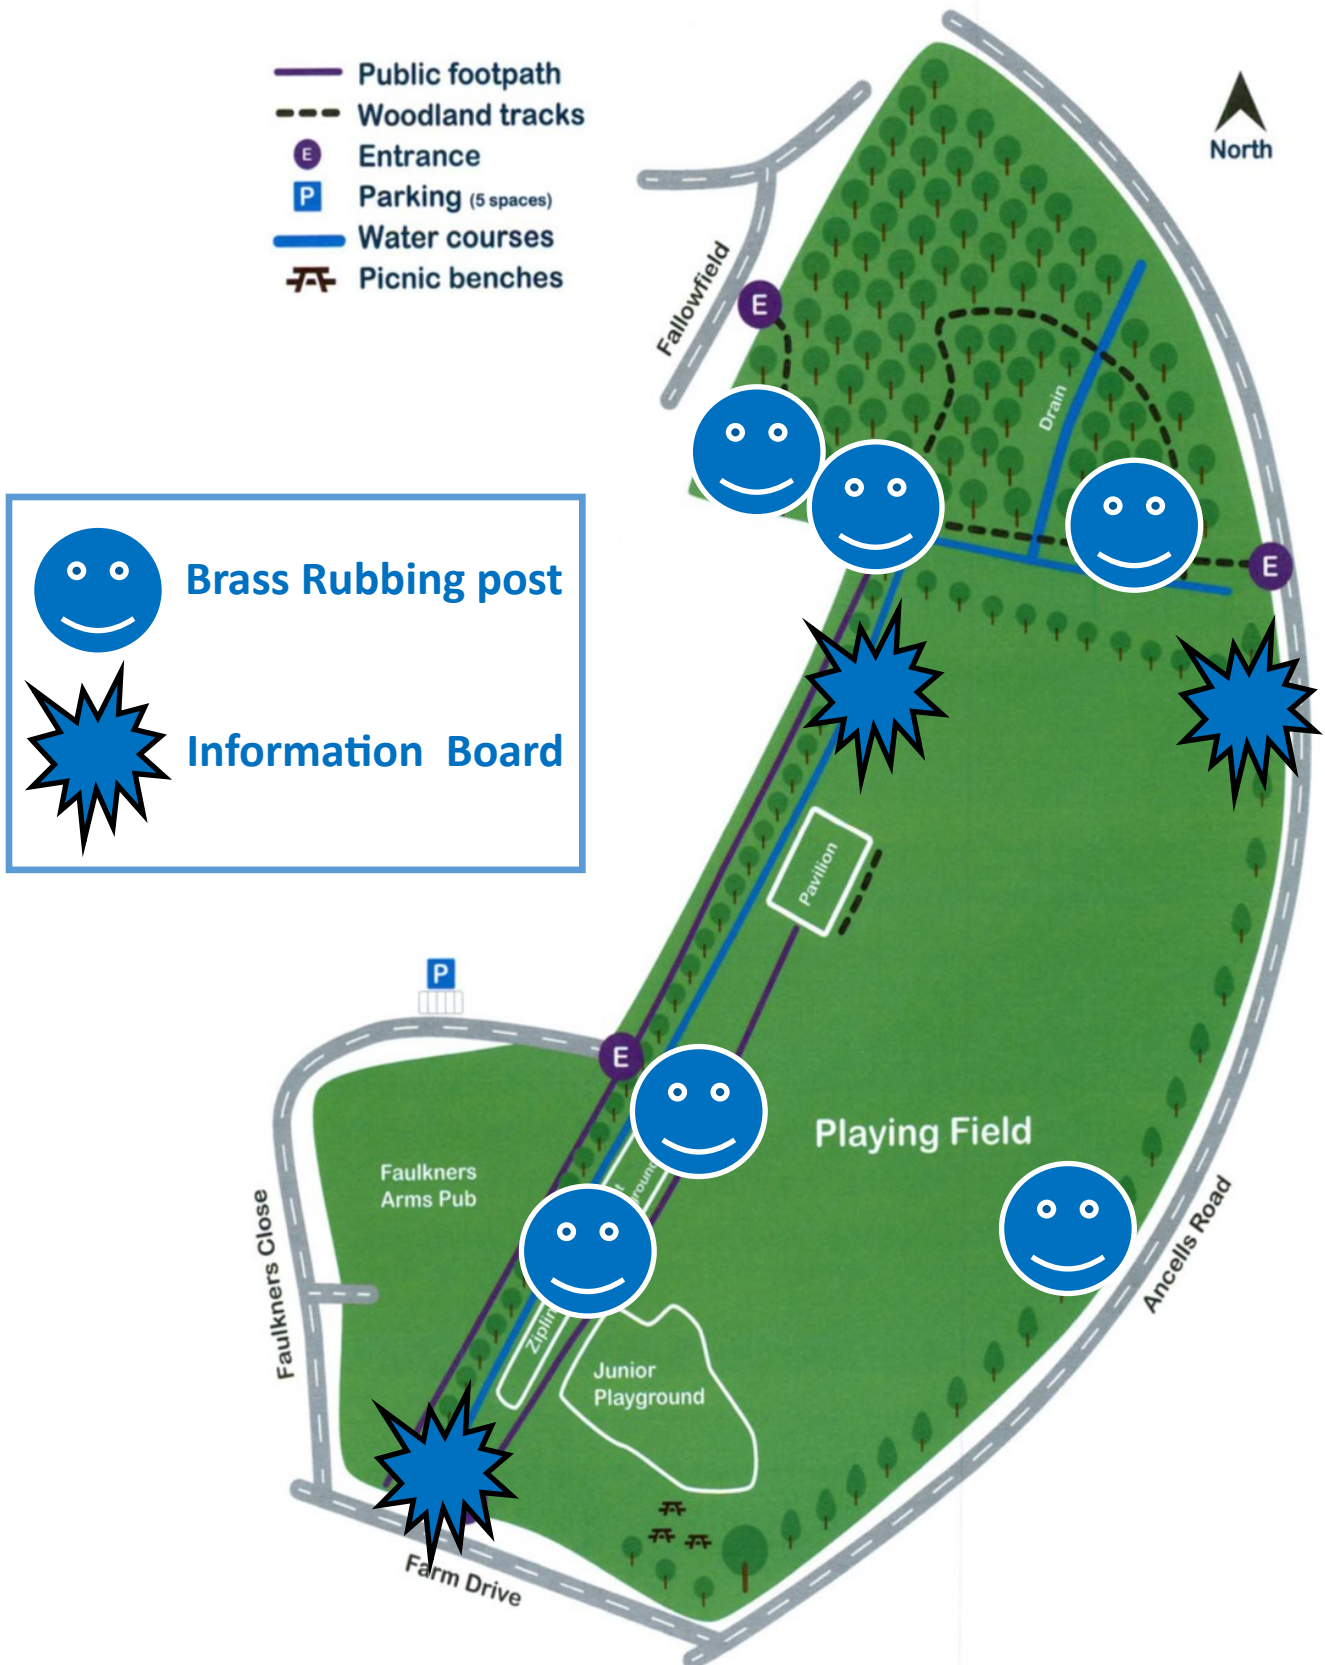 Public footpath
Woodland tracks
E
Entrance
P
Parking (5 spaces)
Water courses
Picnic benches
North
Fallowfield
E
Drain
E
Brass Rubbing post
Information Board
Pavilion
P
E
Playing Field
Faulkners
Arms Pub
Faulkners Close
Ancells Road
Junior
Playground
Farm Drive